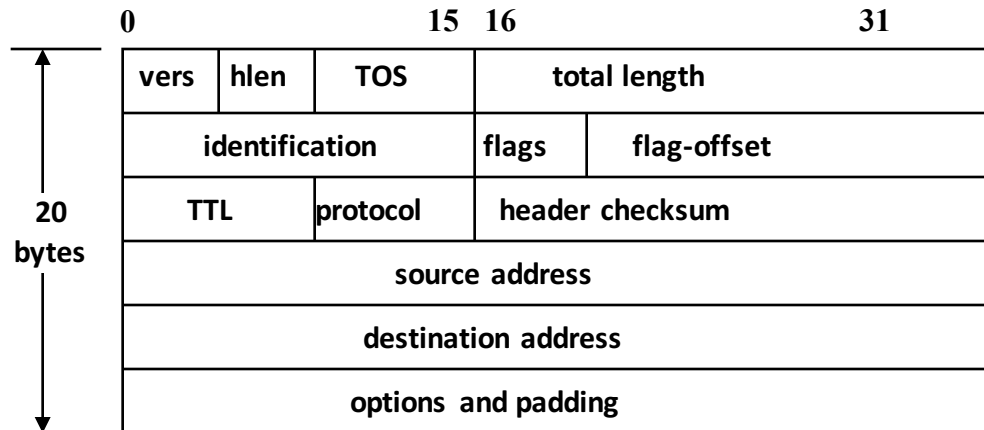 0 15 16 31
vers hlen TOS total length
identification flags flag-offset
TTL protocol header checksum
20
bytes
source address
destination address
options and padding